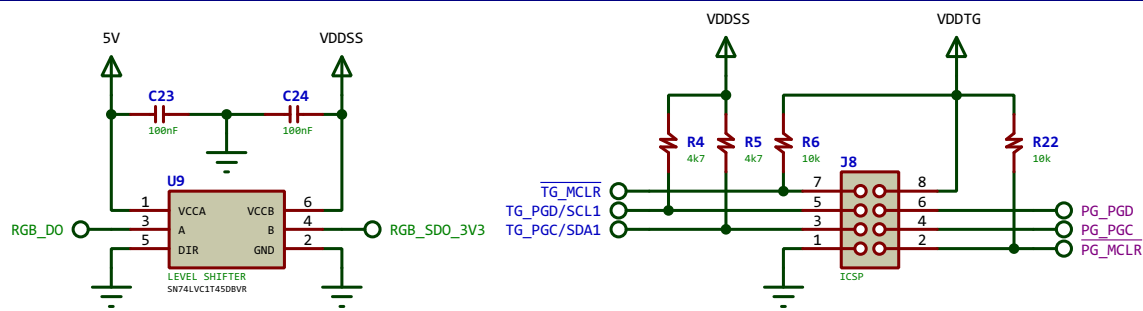 5V
VDDSS
C23
100nF
C24
100nF
U9
1
VCCA
VCCB
6
RGB_DO
3
A
B
4
RGB_SDO_3V3
5
DIR
GND
2
LEVEL SHIFTER
SN74LVC1T45DBVR
VDDSS
VDDTG
R4
4k7
R5
4k7
R6
10k
R22
10k
J8
TG_MCLR
7
8
TG_PGD/SCL1
5
6
PG_PGD
TG_PGC/SDA1
3
4
PG_PGC
1
2
PG_MCLR
ICSP